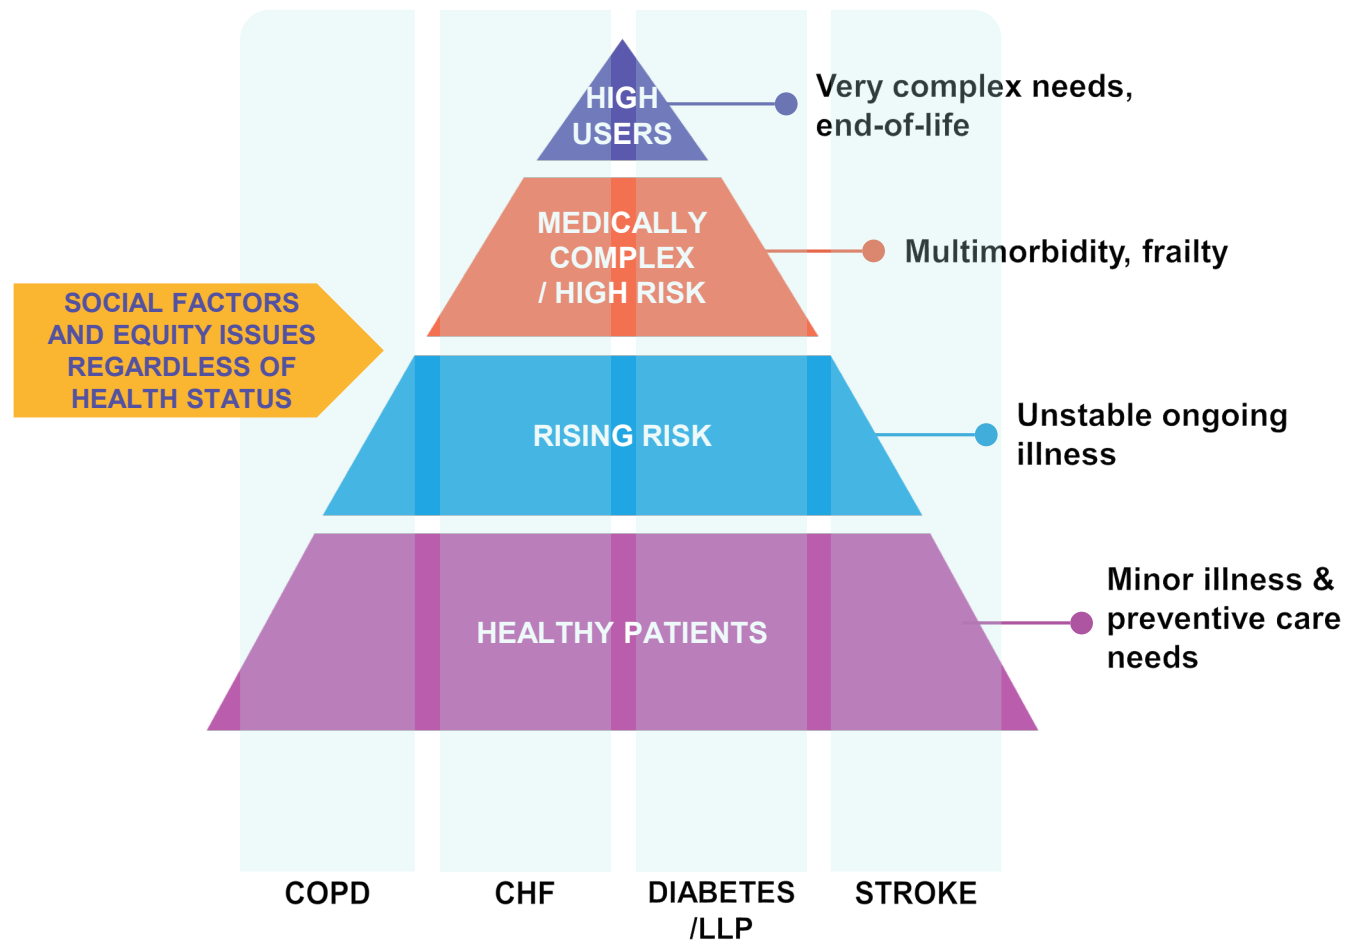 HIGH
USERS
Very complex needs,
end-of-life
MEDICALLY
COMPLEX
/ HIGH RISK
Multimorbidity, frailty
SOCIAL FACTORS
AND EQUITY ISSUES
REGARDLESS OF
HEALTH STATUS
RISING RISK
Unstable ongoing
illness
HEALTHY PATIENTS
Minor illness &
preventive care
needs
COPD
CHF
DIABETES
/LLP
STROKE